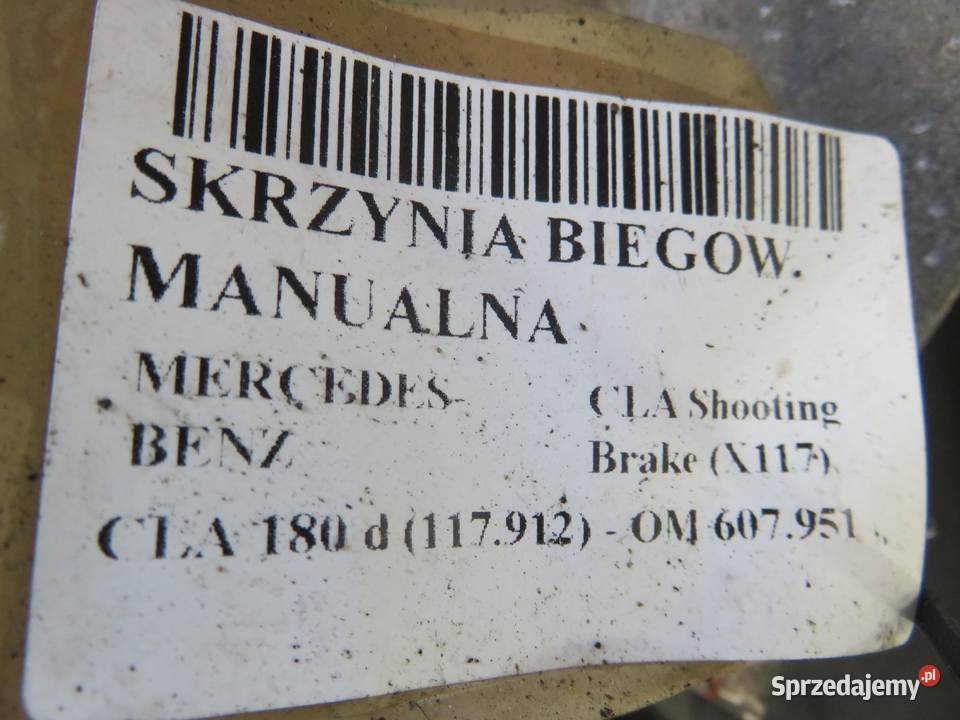 SKRZYNIA BIEGOW
MANUALNA
MERCEDES-
BENZ
CLA Shooting
Brake (X117)
CLA 180 d (117.912) - OM 607.951
Sprzedajemy.pl